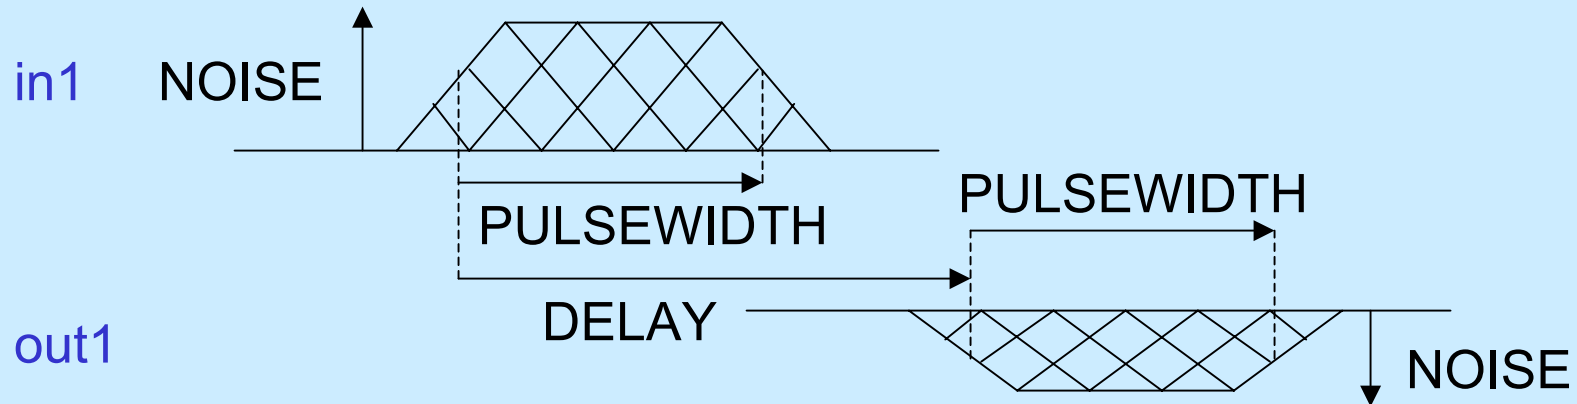 in1
NOISE
PULSEWIDTH
PULSEWIDTH
DELAY
out1
NOISE